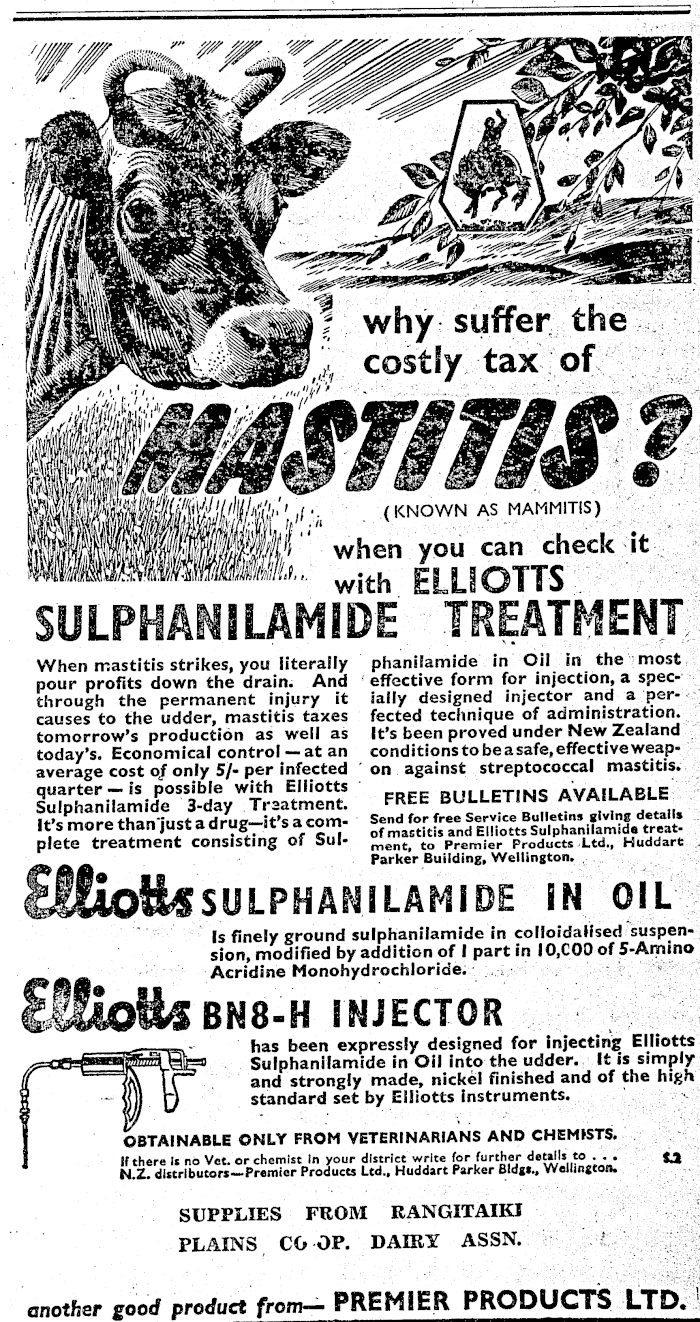 why suffer the
costly tax of
MASTITIS?
(KNOWN AS MAMMITIS)
when you can check it
with ELLIOTTS
SULPHANILAMIDE TREATMENT
When mastitis strikes, you literally
pour profits down the drain. And
through the permanent injury it
causes to the udder, mastitis taxes
tomorrow's production as well as
today's. Economical control — at an
average cost of only 5/- per infected
quarter — is possible with Elliotts
Sulphanilamide 3-day Treatment.
It's more than just a drug—it's a com-
plete treatment consisting of Sul-
phanilamide in Oil in the most
effective form for injection, a spec-
ially designed injector and a per-
fected technique of administration.
It's been proved under New Zealand
conditions to be a safe, effective weap-
on against streptococcal mastitis.
FREE BULLETINS AVAILABLE
Send for free Service Bulletins giving details
of mastitis and Elliotts Sulphanilamide treat-
ment, to Premier Products Ltd., Huddart
Parker Building, Wellington.
Elliotts SULPHANILAMIDE IN OIL
Is finely ground sulphanilamide in colloidalised suspen-
sion, modified by addition of 1 part in 10,000 of 5-Amino
Acridine Monohydrochloride.
Elliotts BN8-H INJECTOR
has been expressly designed for injecting Elliotts
Sulphanilamide in Oil into the udder. It is simply
and strongly made, nickel finished and of the high
standard set by Elliotts instruments.
OBTAINABLE ONLY FROM VETERINARIANS AND CHEMISTS.
If there is no Vet. or chemist in your district write for further details to . . .
N.Z. distributors—Premier Products Ltd., Huddart Parker Bldgs., Wellington.
S.2
SUPPLIES FROM RANGITAIKI
PLAINS CO-OP. DAIRY ASSN.
another good product from— PREMIER PRODUCTS LTD.